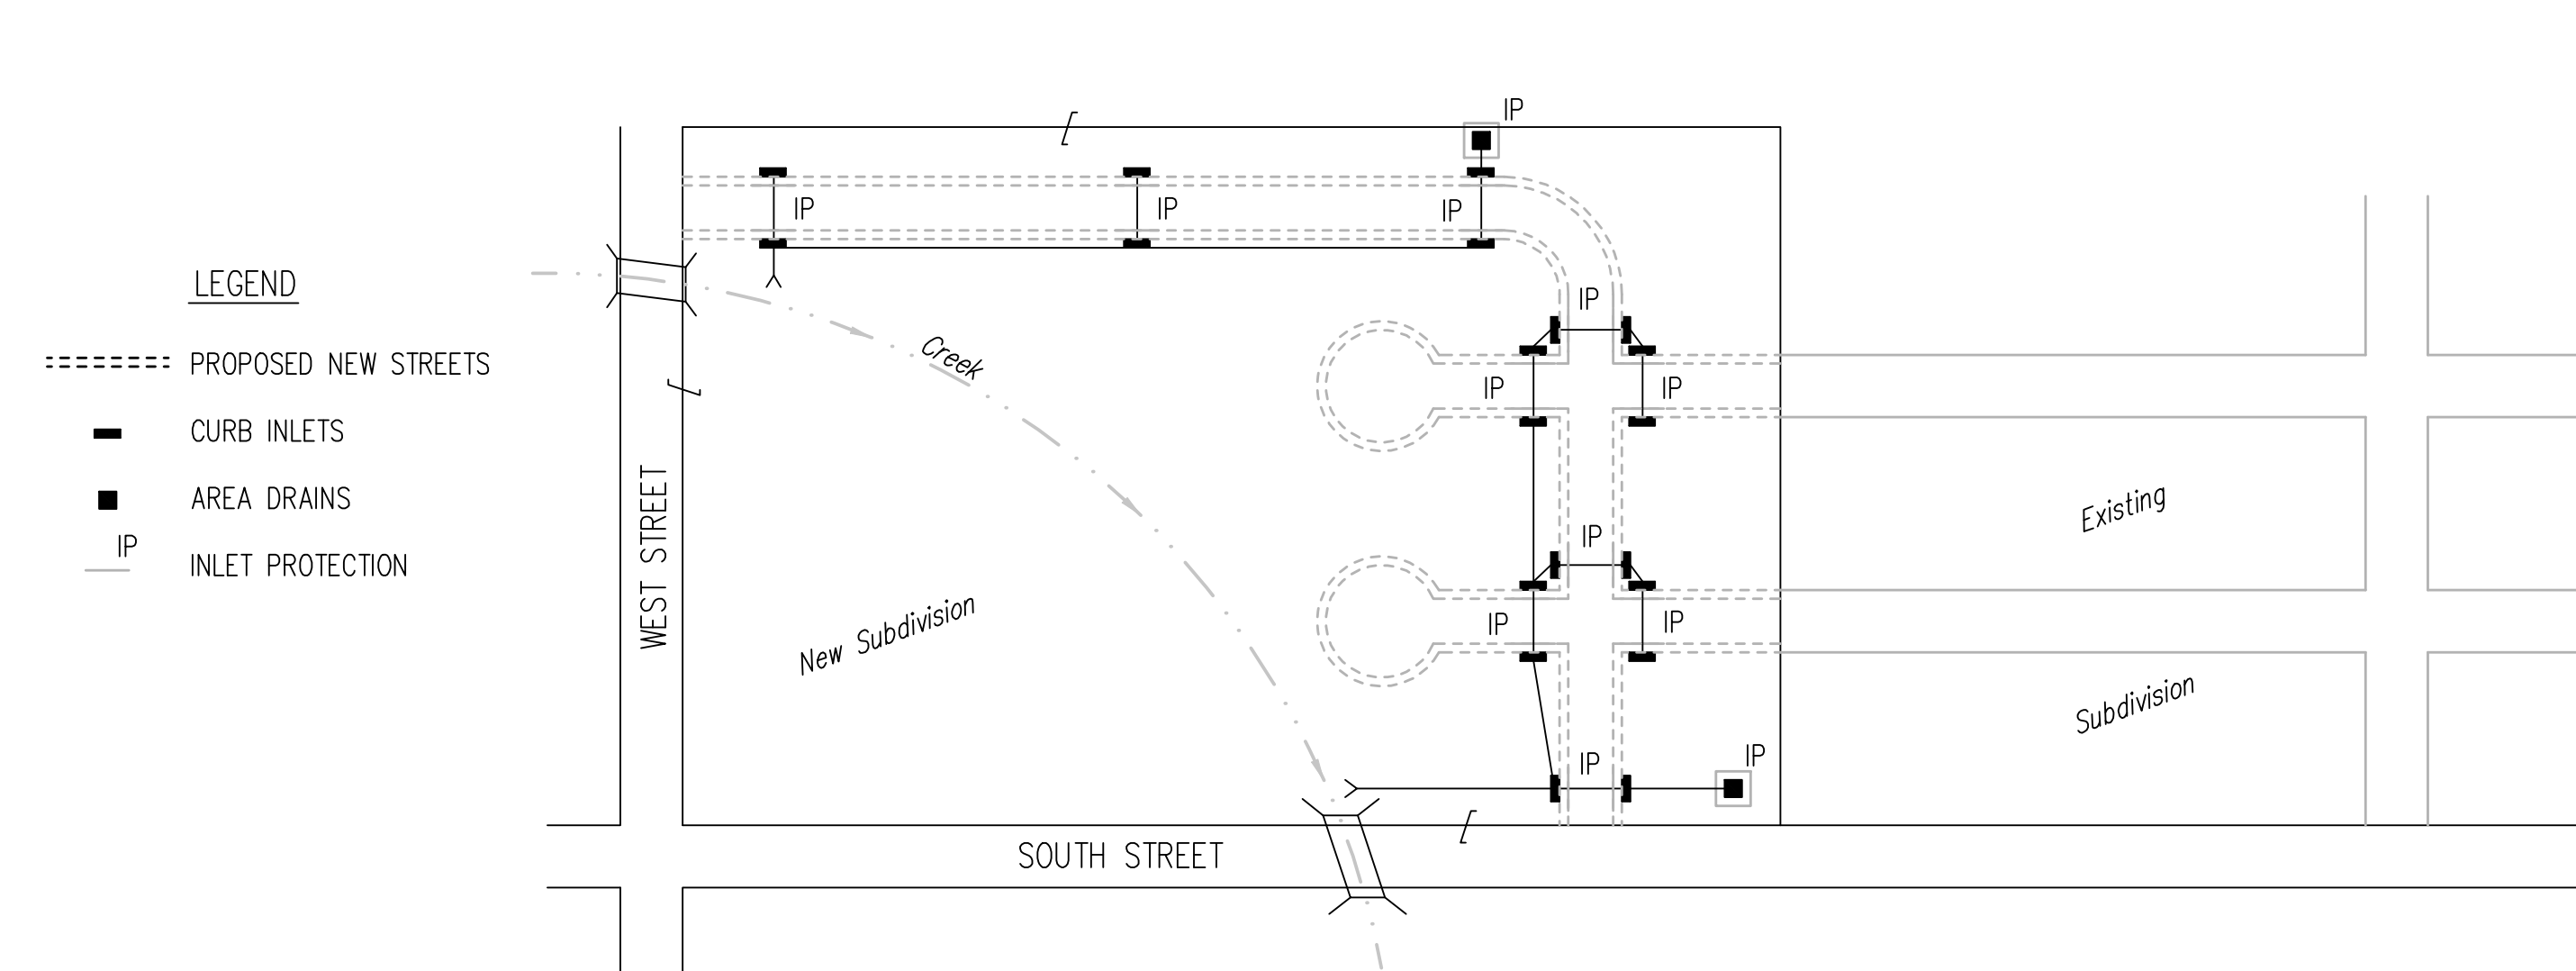 IP
IP
IP
IP
LEGEND
IP
Creek
PROPOSED NEW STREETS
IP
IP
CURB INLETS
AREA DRAINS
Existing
IP
IP
INLET PROTECTION
WEST STREET
New Subdivision
IP
IP
Subdivision
IP
IP
SOUTH STREET